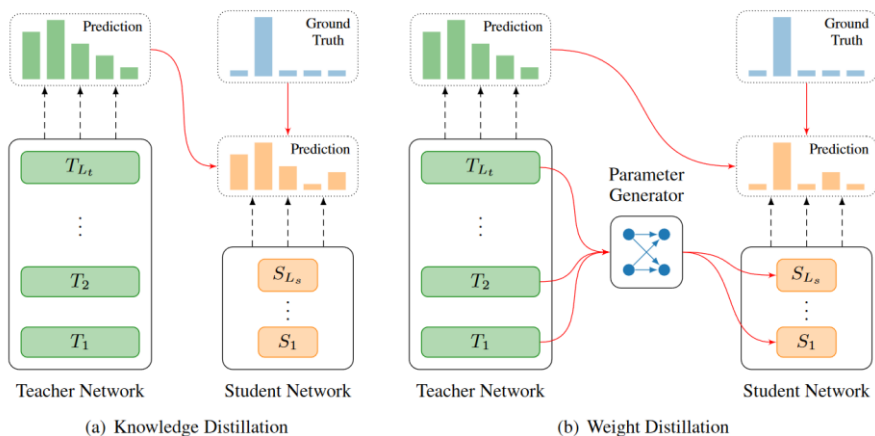 Prediction
Ground
Truth
Prediction
T_{L_t}
⋮
T_2
T_1
S_{L_s}
⋮
S_1
Teacher Network
Student Network
(a) Knowledge Distillation
Prediction
Ground
Truth
Prediction
Parameter
Generator
T_{L_t}
⋮
T_2
T_1
S_{L_s}
⋮
S_1
Teacher Network
Student Network
(b) Weight Distillation